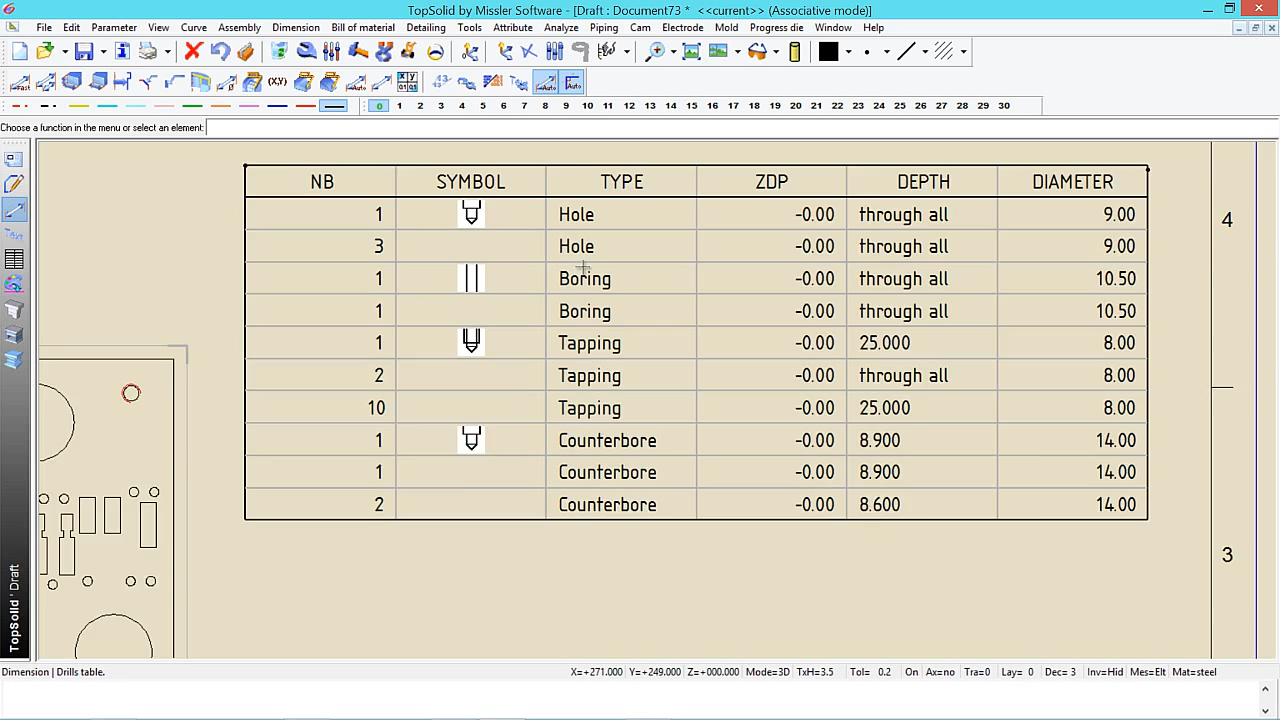 TopSolid by Missler Software - [Draft : Document73 * <<current>> (Associative mode)]
File Edit Parameter View Curve Assembly Dimension Bill of material Detailing Tools Attribute Analyze Piping Cam Electrode Mold Progress die Window Help
0 1 2 3 4 5 6 7 8 9 10 11 12 13 14 15 16 17 18 19 20 21 22 23 24 25 26 27 28 29 30
Choose a function in the menu or select an element:
NB SYMBOL TYPE ZDP DEPTH DIAMETER
1 Hole -0.00 through all 9.00
3 Hole -0.00 through all 9.00
1 Boring -0.00 through all 10.50
1 Boring -0.00 through all 10.50
1 Tapping -0.00 25.000 8.00
2 Tapping -0.00 through all 8.00
10 Tapping -0.00 25.000 8.00
1 Counterbore -0.00 8.900 14.00
1 Counterbore -0.00 8.900 14.00
2 Counterbore -0.00 8.600 14.00
4
3
TopSolid'Draft
Dimension | Drills table.
X=+271.000 Y=+249.000 Z=+000.000 Mode=3D TxH=3.5 Tol= 0.2 On Ax=no Tra=0 Lay= 0 Dec= 3 Inv=Hid Mes=Elt Mat=steel